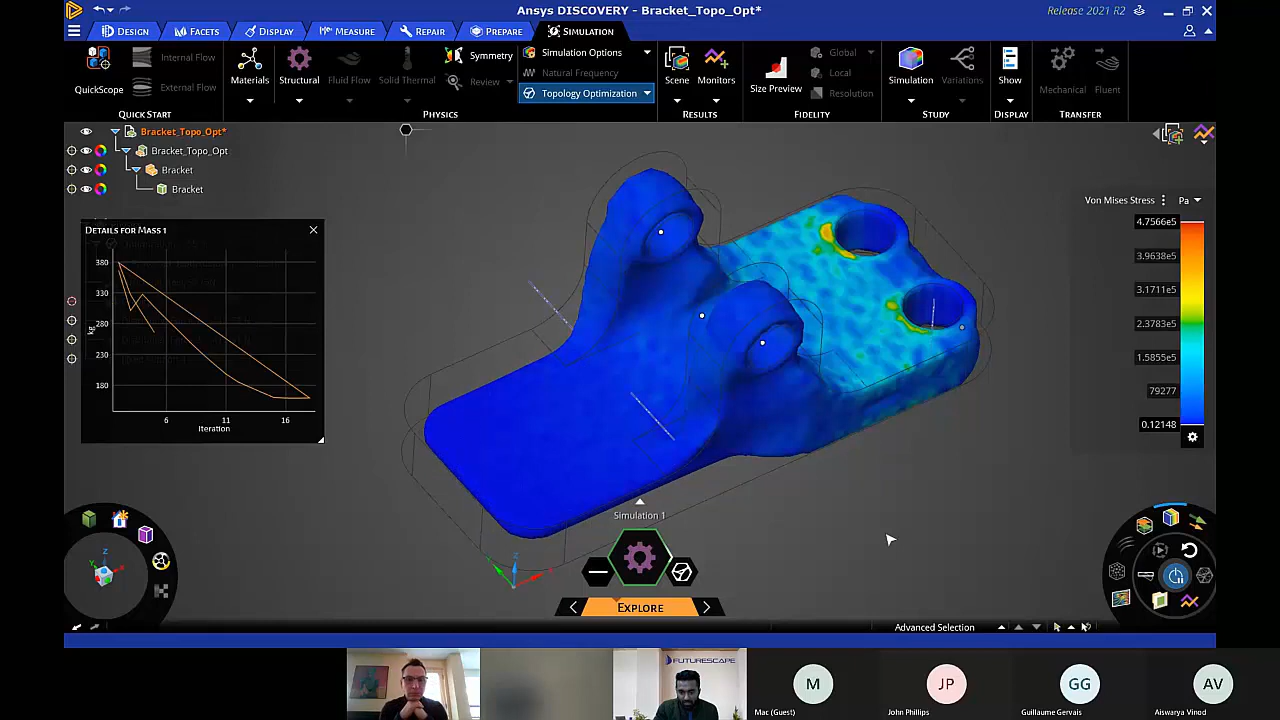 Ansys DISCOVERY - Bracket_Topo_Opt*
Release 2021 R2
DESIGN
FACETS
DISPLAY
MEASURE
REPAIR
PREPARE
SIMULATION
QuickScope
Internal Flow
External Flow
QUICK START
Materials
Structural
Fluid Flow
Solid Thermal
Symmetry
Review
Simulation Options
Natural Frequency
Topology Optimization
PHYSICS
Scene
Monitors
RESULTS
Size Preview
Global
Local
Resolution
FIDELITY
Simulation
Variations
STUDY
Show
DISPLAY
Mechanical
Fluent
TRANSFER
Bracket_Topo_Opt*
Bracket_Topo_Opt
Bracket
Bracket
DETAILS FOR MASS 1
380
330
280
230
180
kg
6 11 16
Iteration
Von Mises Stress
Pa
4.7566e5
3.9638e5
3.1711e5
2.3783e5
1.5855e5
79277
0.12148
Z
Y
X
Z
Simulation 1
EXPLORE
Advanced Selection
FUTURESCAPE
M
Mac (Guest)
JP
John Phillips
GG
Guillaume Gervais
AV
Aiswarya Vinod